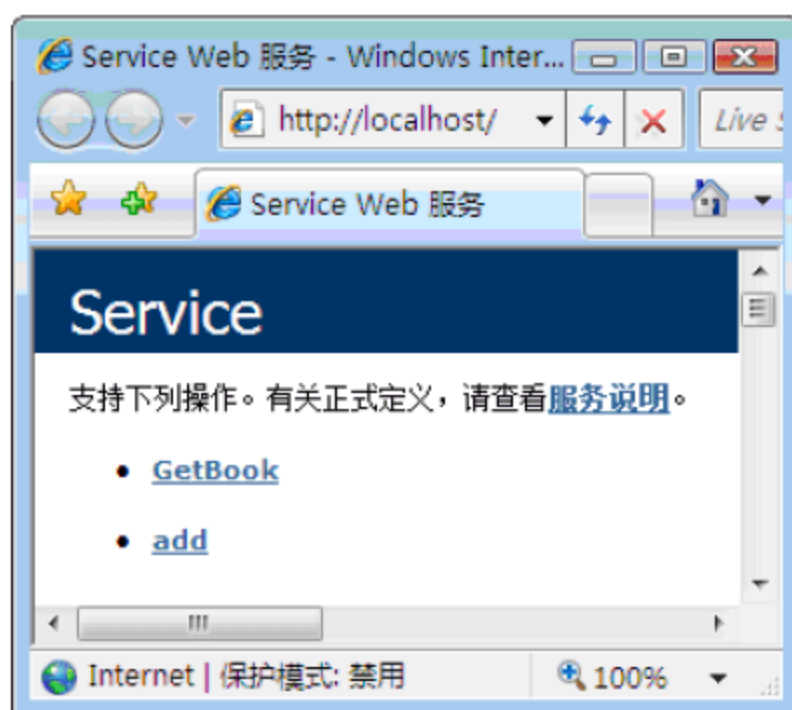 Service Web 服务 - Windows Inter...
http://localhost/
Live
Service Web 服务
Service
支持下列操作。有关正式定义，请查看服务说明。
GetBook
add
Internet | 保护模式: 禁用
100%